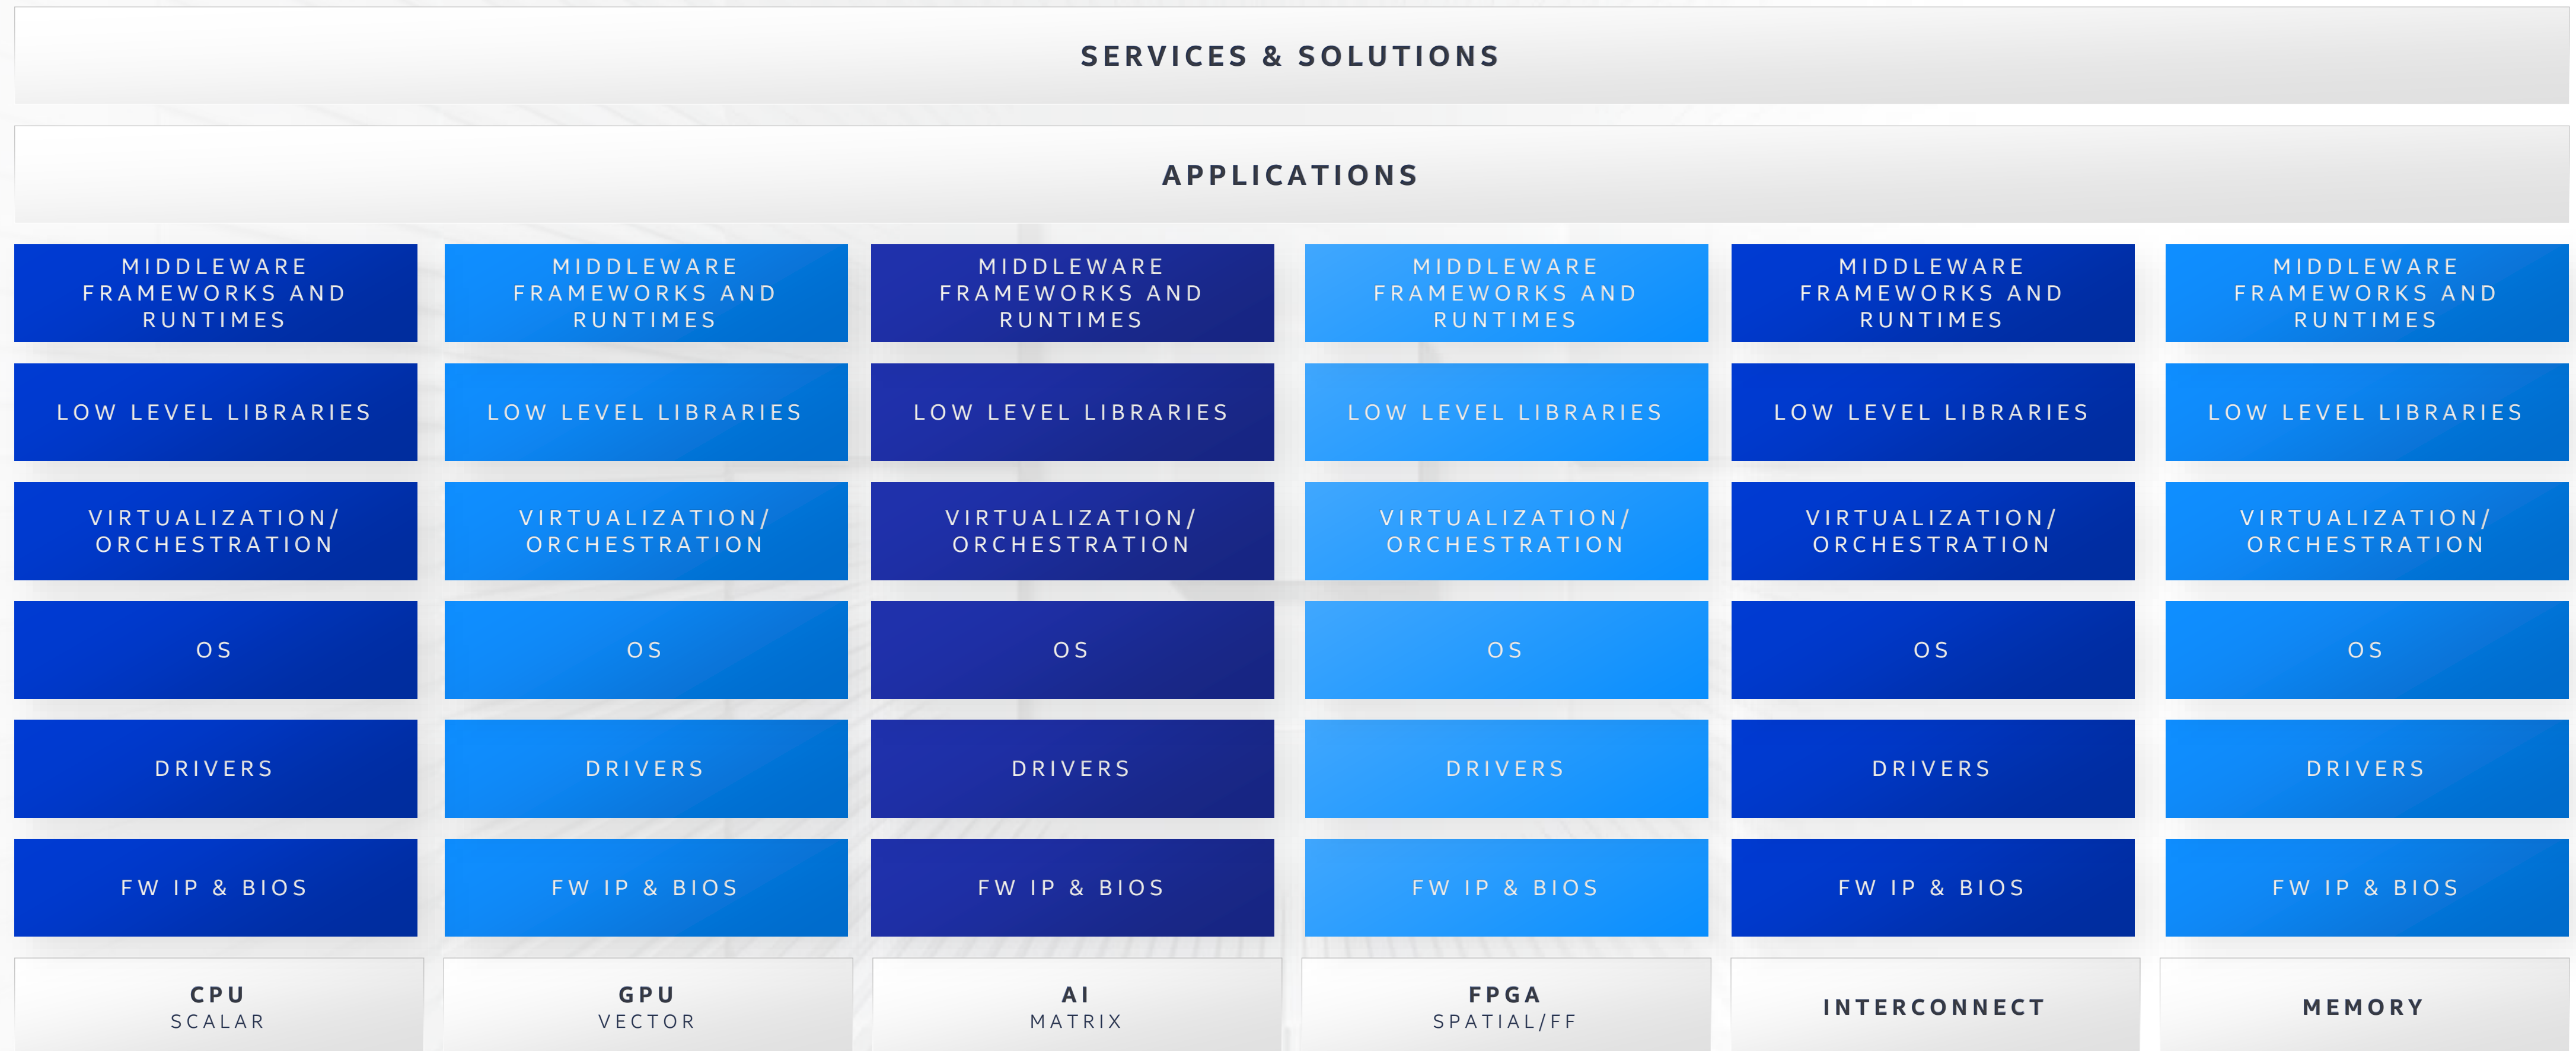 SERVICES & SOLUTIONS
APPLICATIONS
MIDDLEWARE
FRAMEWORKS AND
RUNTIMES
MIDDLEWARE
FRAMEWORKS AND
RUNTIMES
MIDDLEWARE
FRAMEWORKS AND
RUNTIMES
MIDDLEWARE
FRAMEWORKS AND
RUNTIMES
MIDDLEWARE
FRAMEWORKS AND
RUNTIMES
MIDDLEWARE
FRAMEWORKS AND
RUNTIMES
LOW LEVEL LIBRARIES
LOW LEVEL LIBRARIES
LOW LEVEL LIBRARIES
LOW LEVEL LIBRARIES
LOW LEVEL LIBRARIES
LOW LEVEL LIBRARIES
VIRTUALIZATION/
ORCHESTRATION
VIRTUALIZATION/
ORCHESTRATION
VIRTUALIZATION/
ORCHESTRATION
VIRTUALIZATION/
ORCHESTRATION
VIRTUALIZATION/
ORCHESTRATION
VIRTUALIZATION/
ORCHESTRATION
OS
OS
OS
OS
OS
OS
DRIVERS
DRIVERS
DRIVERS
DRIVERS
DRIVERS
DRIVERS
FW IP & BIOS
FW IP & BIOS
FW IP & BIOS
FW IP & BIOS
FW IP & BIOS
FW IP & BIOS
CPU
SCALAR
GPU
VECTOR
AI
MATRIX
FPGA
SPATIAL/FF
INTERCONNECT
MEMORY